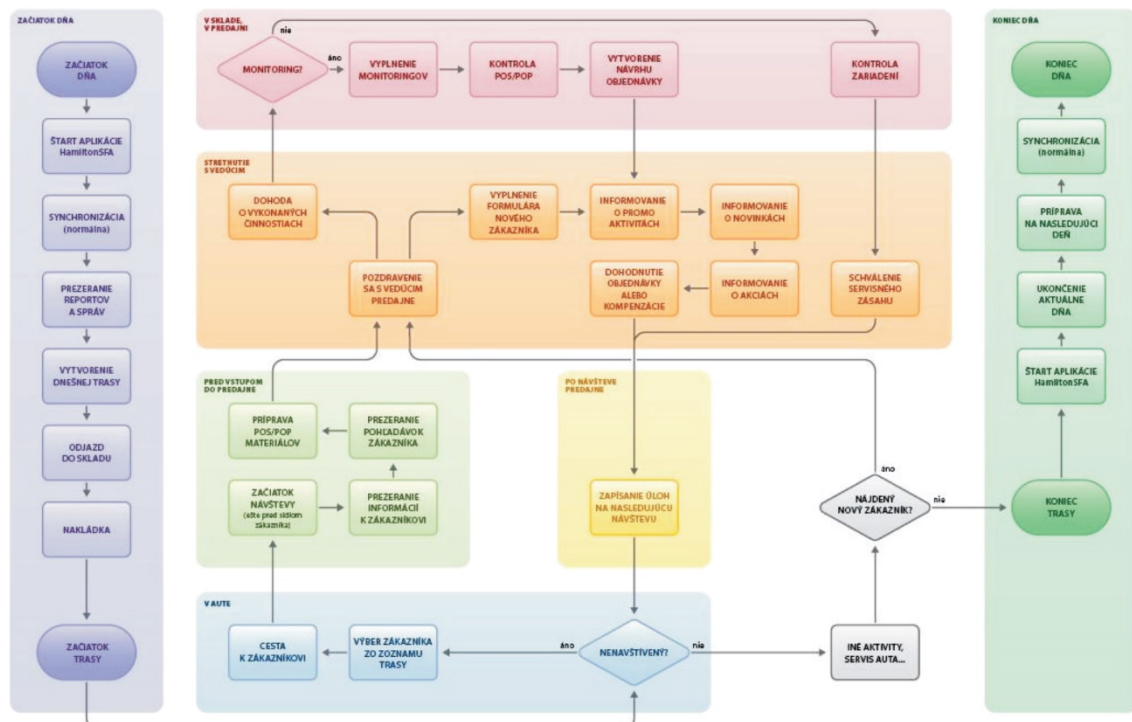 ZAČIATOK DŇA
ZAČIATOK
DŇA
ŠTART APLIKÁCIE
HamiltonSFA
SYNCHRONIZÁCIA
(normálna)
PREZERANIE
REPORTOV
A SPRÁV
VYTVORENIE
DNEŠNEJ TRASY
ODJAZD
DO SKLADU
NAKLÁDKA
ZAČIATOK
TRASY
V SKLADE,
V PREDAJNI
nie
MONITORING?
áno
VYPLNENIE
MONITORINGOV
KONTROLA
POS/POP
VYTVORENIE
NÁVRHU
OBJEDNÁVKY
KONTROLA
ZARIADENÍ
STRETNUTIE
S VEDÚCIM
DOHODA
O VYKONANÝCH
ČINNOSTIACH
VYPLNENIE
FORMULÁRA
NOVÉHO
ZÁKAZNÍKA
INFORMOVANIE
O PROMO
AKTIVITÁCH
INFORMOVANIE
O NOVINKÁCH
POZDRAVENIE
SA S VEDÚCIM
PREDAJNE
DOHODNUTIE
OBJEDNÁVKY
ALEBO
KOMPENZÁCIE
INFORMOVANIE
O AKCIÁCH
SCHVÁLENIE
SERVISNÉHO
ZÁSAHU
PRED VSTUPOM
DO PREDAJNE
PRÍPRAVA
POS/POP
MATERIÁLOV
PREZERANIE
POHĽADÁVOK
ZÁKAZNÍKA
ZAČIATOK
NÁVŠTEVY
(ešte pred sídlom
zákazníka)
PREZERANIE
INFORMÁCIÍ
K ZÁKAZNÍKOVI
PO NÁVŠTEVE
PREDAJNE
ZAPÍSANIE ÚLOH
NA NASLEDUJÚCU
NÁVŠTEVU
áno
NÁJDENÝ
NOVÝ ZÁKAZNÍK?
nie
V AUTE
CESTA
K ZÁKAZNÍKOVI
VÝBER ZÁKAZNÍKA
ZO ZOZNAMU
TRASY
áno
NENAVŠTÍVENÝ?
nie
INÉ AKTIVITY,
SERVIS AUTA...
KONIEC DŇA
KONIEC
DŇA
SYNCHRONIZÁCIA
(normálna)
PRÍPRAVA
NA NASLEDUJÚCI
DEŇ
UKONČENIE
AKTUÁLNE
DŇA
ŠTART APLIKÁCIE
HamiltonSFA
KONIEC
TRASY